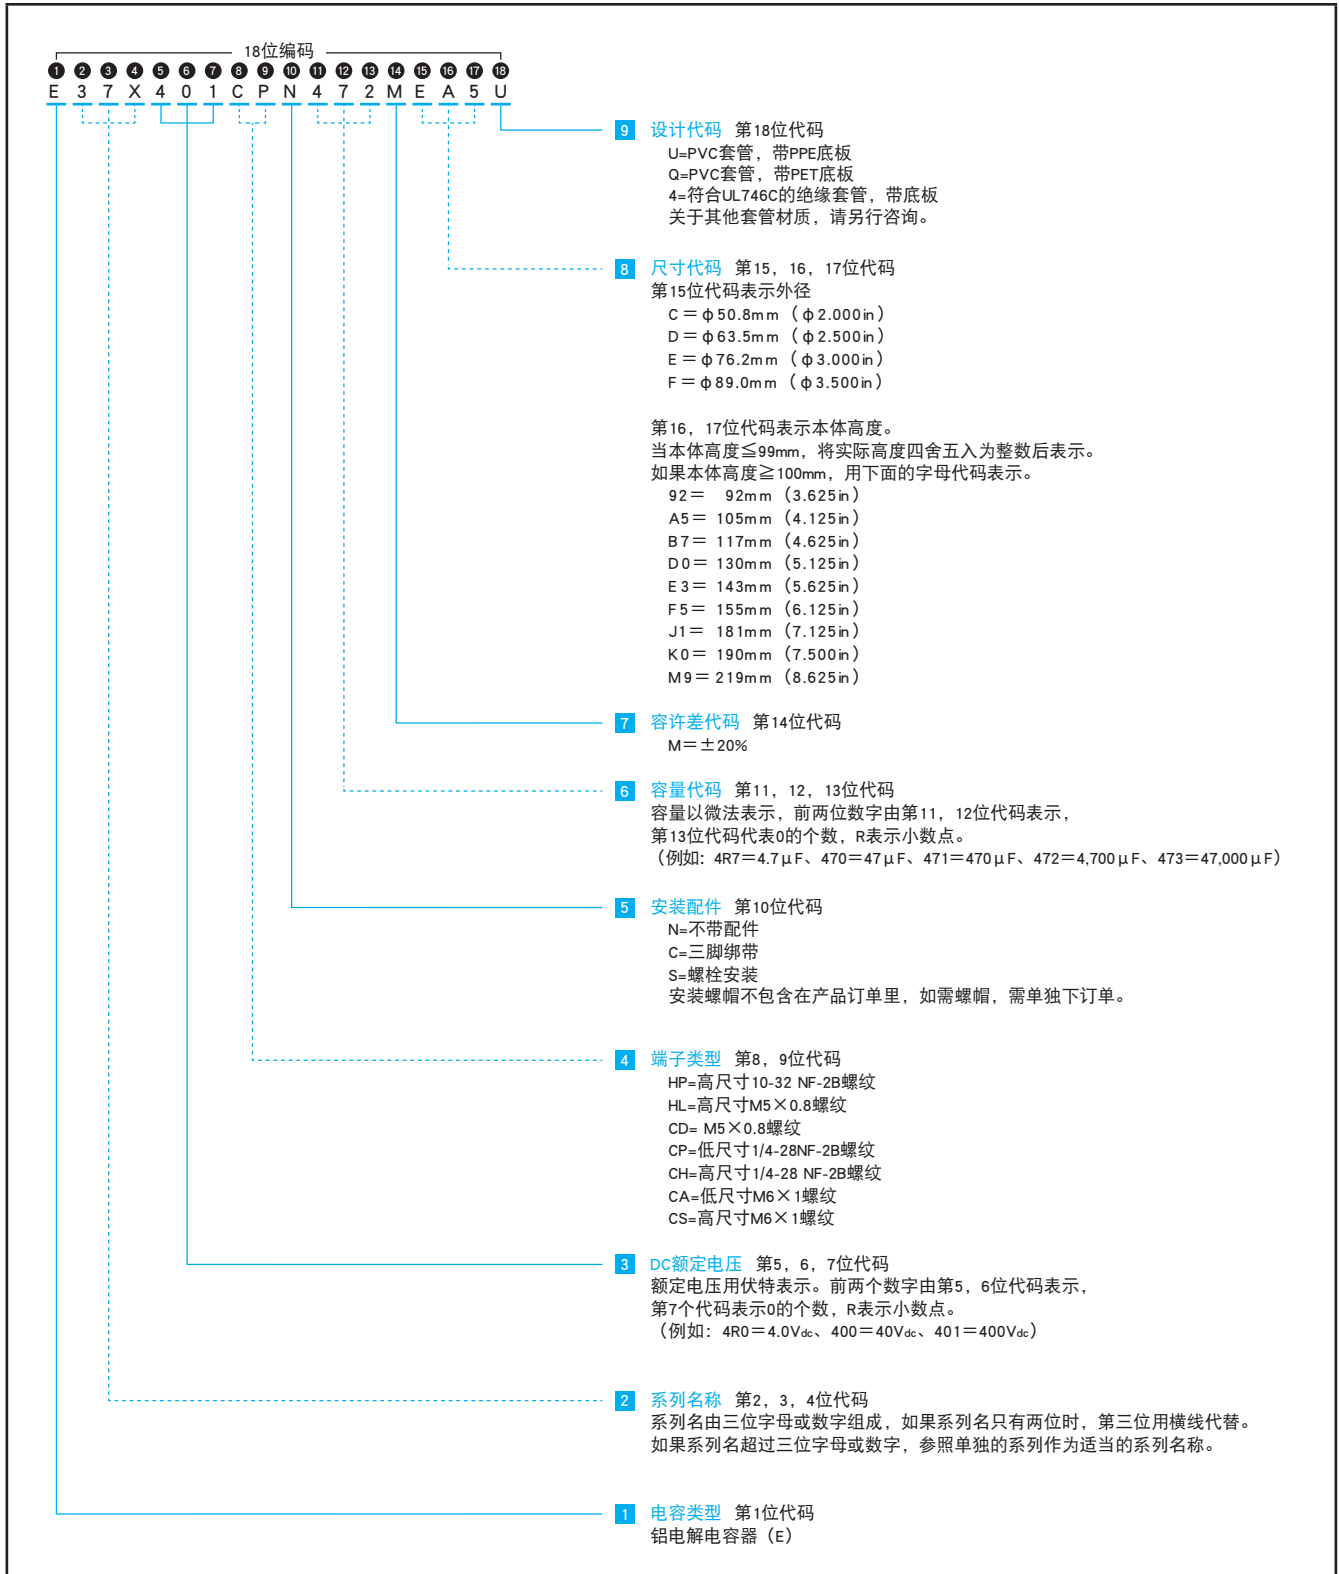 18位编码
1 2 3 4 5 6 7 8 9 10 11 12 13 14 15 16 17 18
E 3 7 X 4 0 1 C P N 4 7 2 M E A 5 U
9 设计代码 第18位代码
U=PVC套管，带PPE底板
Q=PVC套管，带PET底板
4=符合UL746C的绝缘套管，带底板
关于其他套管材质，请另行咨询。
8 尺寸代码 第15，16，17位代码
第15位代码表示外径
C＝φ50.8mm（φ2.000in）
D＝φ63.5mm（φ2.500in）
E＝φ76.2mm（φ3.000in）
F＝φ89.0mm（φ3.500in）
第16，17位代码表示本体高度。
当本体高度≦99mm，将实际高度四舍五入为整数后表示。
如果本体高度≧100mm，用下面的字母代码表示。
92＝ 92mm（3.625in）
A5＝ 105mm（4.125in）
B7＝ 117mm（4.625in）
D0＝ 130mm（5.125in）
E3＝ 143mm（5.625in）
F5＝ 155mm（6.125in）
J1＝ 181mm（7.125in）
K0＝ 190mm（7.500in）
M9＝ 219mm（8.625in）
7 容许差代码 第14位代码
M＝±20%
6 容量代码 第11，12，13位代码
容量以微法表示，前两位数字由第11，12位代码表示，
第13位代码代表0的个数，R表示小数点。
（例如：4R7＝4.7μF、470＝47μF、471＝470μF、472＝4,700μF、473＝47,000μF）
5 安装配件 第10位代码
N=不带配件
C=三脚绑带
S=螺栓安装
安装螺帽不包含在产品订单里，如需螺帽，需单独下订单。
4 端子类型 第8，9位代码
HP=高尺寸10-32 NF-2B螺纹
HL=高尺寸M5×0.8螺纹
CD= M5×0.8螺纹
CP=低尺寸1/4-28NF-2B螺纹
CH=高尺寸1/4-28 NF-2B螺纹
CA=低尺寸M6×1螺纹
CS=高尺寸M6×1螺纹
3 DC额定电压 第5，6，7位代码
额定电压用伏特表示。前两个数字由第5，6位代码表示，
第7个代码表示0的个数，R表示小数点。
（例如：4R0＝4.0Vdc、400＝40Vdc、401＝400Vdc）
2 系列名称 第2，3，4位代码
系列名由三位字母或数字组成，如果系列名只有两位时，第三位用横线代替。
如果系列名超过三位字母或数字，参照单独的系列作为适当的系列名称。
1 电容类型 第1位代码
铝电解电容器（E）